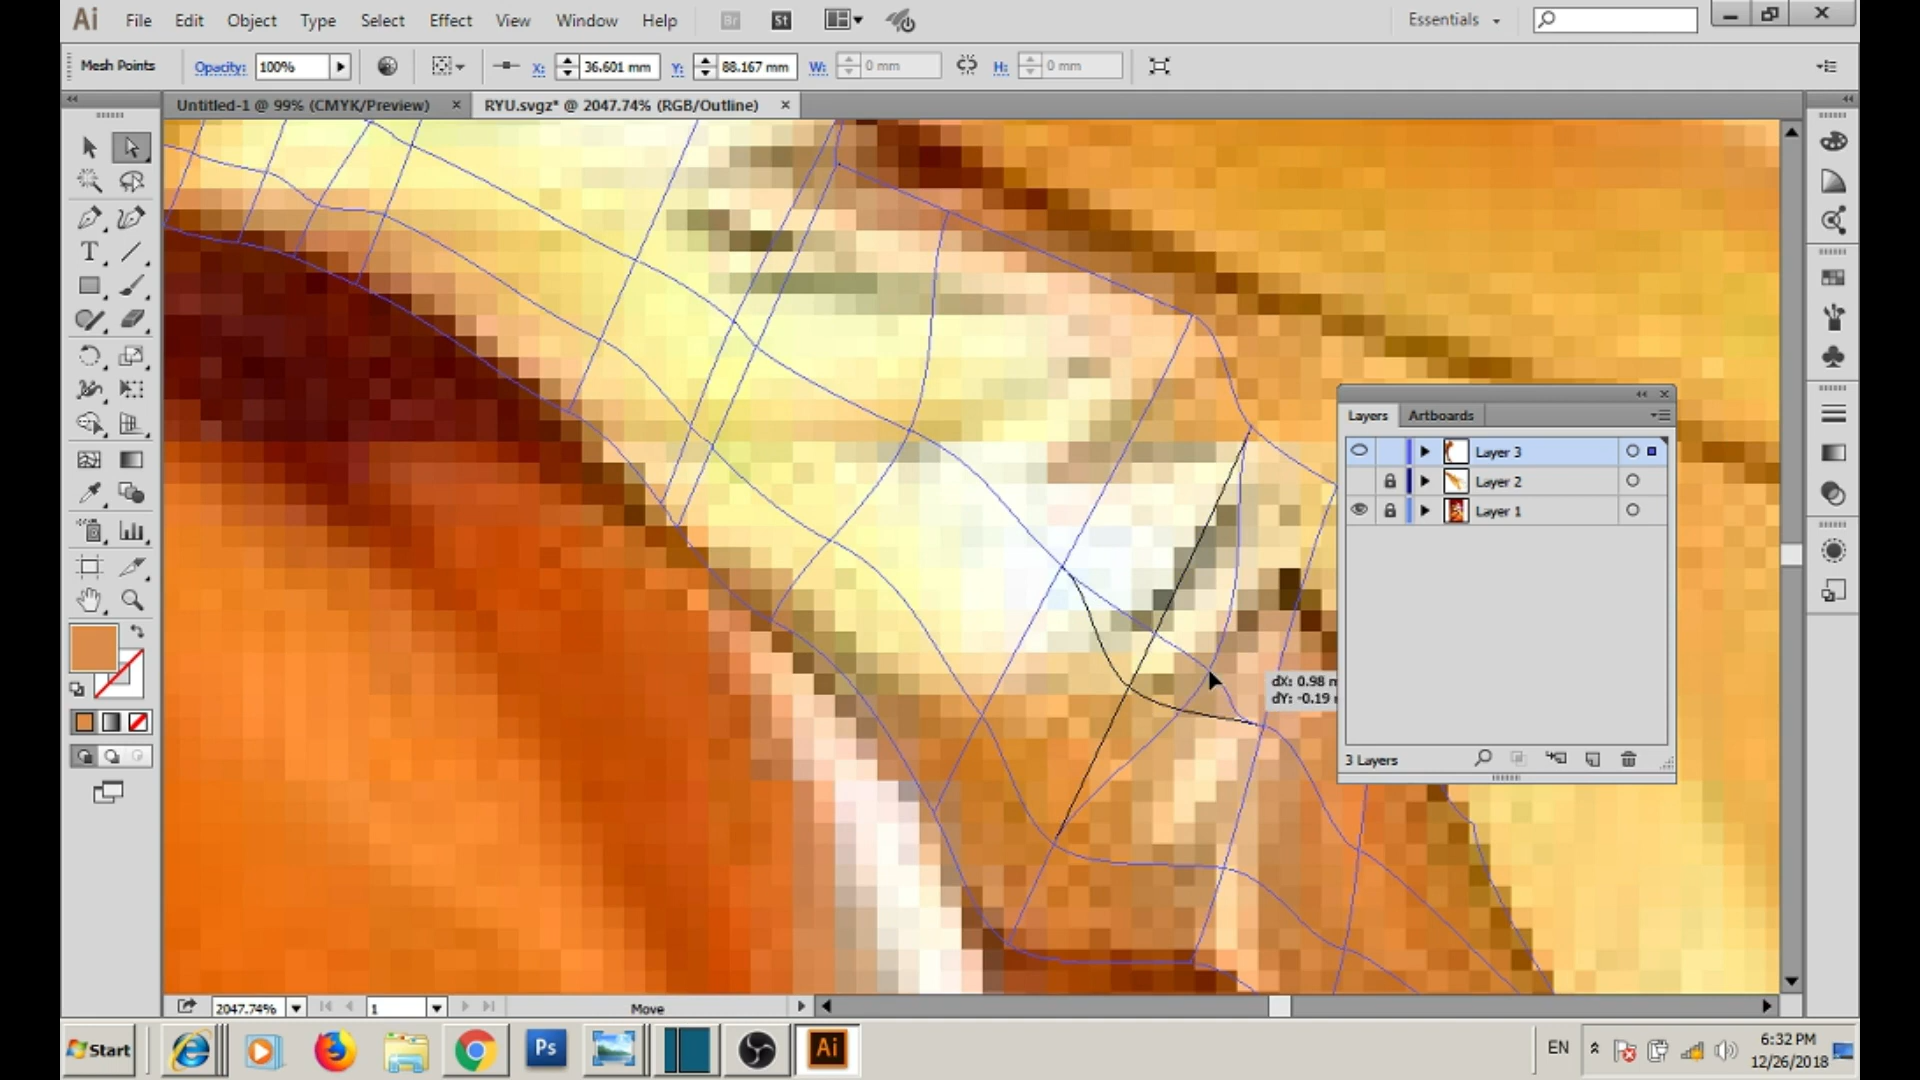 Ai File Edit Object Type Select Effect View Window Help Br St Essentials
Mesh Points Opacity: 100% X: 36.601 mm Y: 88.167 mm W: 0 mm H: 0 mm
Untitled-1 @ 99% (CMYK/Preview) × RYU.svgz* @ 2047.74% (RGB/Outline) ×
T
Layers Artboards
Layer 3
Layer 2
Layer 1
dX: 0.98
dY: -0.19
3 Layers
2047.74% 1 Move
Start Ps Ai EN 6:32 PM
12/26/2018